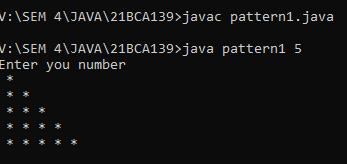 V:\SEM 4\JAVA\21BCA139>javac pattern1.java
V:\SEM 4\JAVA\21BCA139>java pattern1 5
Enter you number
*
* *
* * *
* * * *
* * * * *